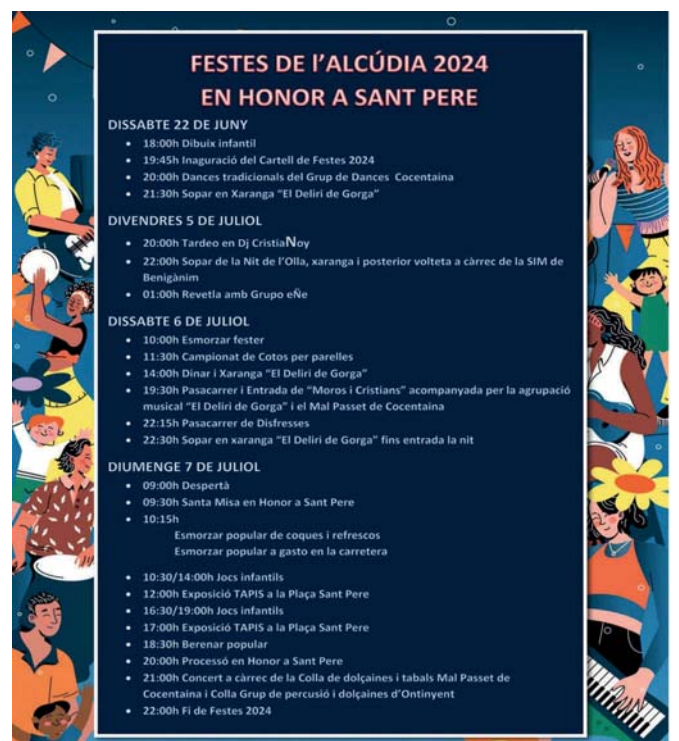 FESTES DE l'ALCÚDIA 2024
EN HONOR A SANT PERE
DISSABTE 22 DE JUNY
• 18:00h Dibuix infantil
• 19:45h Inaguració del Cartell de Festes 2024
• 20:00h Dances tradicionals del Grup de Dances Cocentaina
• 21:30h Sopar en Xaranga "El Deliri de Gorga"
DIVENDRES 5 DE JULIOL
• 20:00h Tardeo en Dj CristiaNoy
• 22:00h Sopar de la Nit de l'Olla, xaranga i posterior volteta a càrrec de la SIM de
Benigànim
• 01:00h Revetla amb Grupo eÑe
DISSABTE 6 DE JULIOL
• 10:00h Esmorzar fester
• 11:30h Campionat de Cotos per parelles
• 14:00h Dinar i Xaranga "El Deliri de Gorga"
• 19:30h Pasacarrer i Entrada de "Moros i Cristians" acompanyada per la agrupació
musical "El Deliri de Gorga" i el Mal Passet de Cocentaina
• 22:15h Pasacarrer de Disfresses
• 22:30h Sopar en xaranga "El Deliri de Gorga" fins entrada la nit
DIUMENGE 7 DE JULIOL
• 09:00h Despertà
• 09:30h Santa Misa en Honor a Sant Pere
• 10:15h
Esmorzar popular de coques i refrescos
Esmorzar popular a gasto en la carretera
• 10:30/14:00h Jocs infantils
• 12:00h Exposició TAPIS a la Plaça Sant Pere
• 16:30/19:00h Jocs infantils
• 17:00h Exposició TAPIS a la Plaça Sant Pere
• 18:30h Berenar popular
• 20:00h Processó en Honor a Sant Pere
• 21:00h Concert a càrrec de la Colla de dolçaines i tabals Mal Passet de
Cocentaina i Colla Grup de percusió i dolçaines d'Ontinyent
• 22:00h Fi de Festes 2024